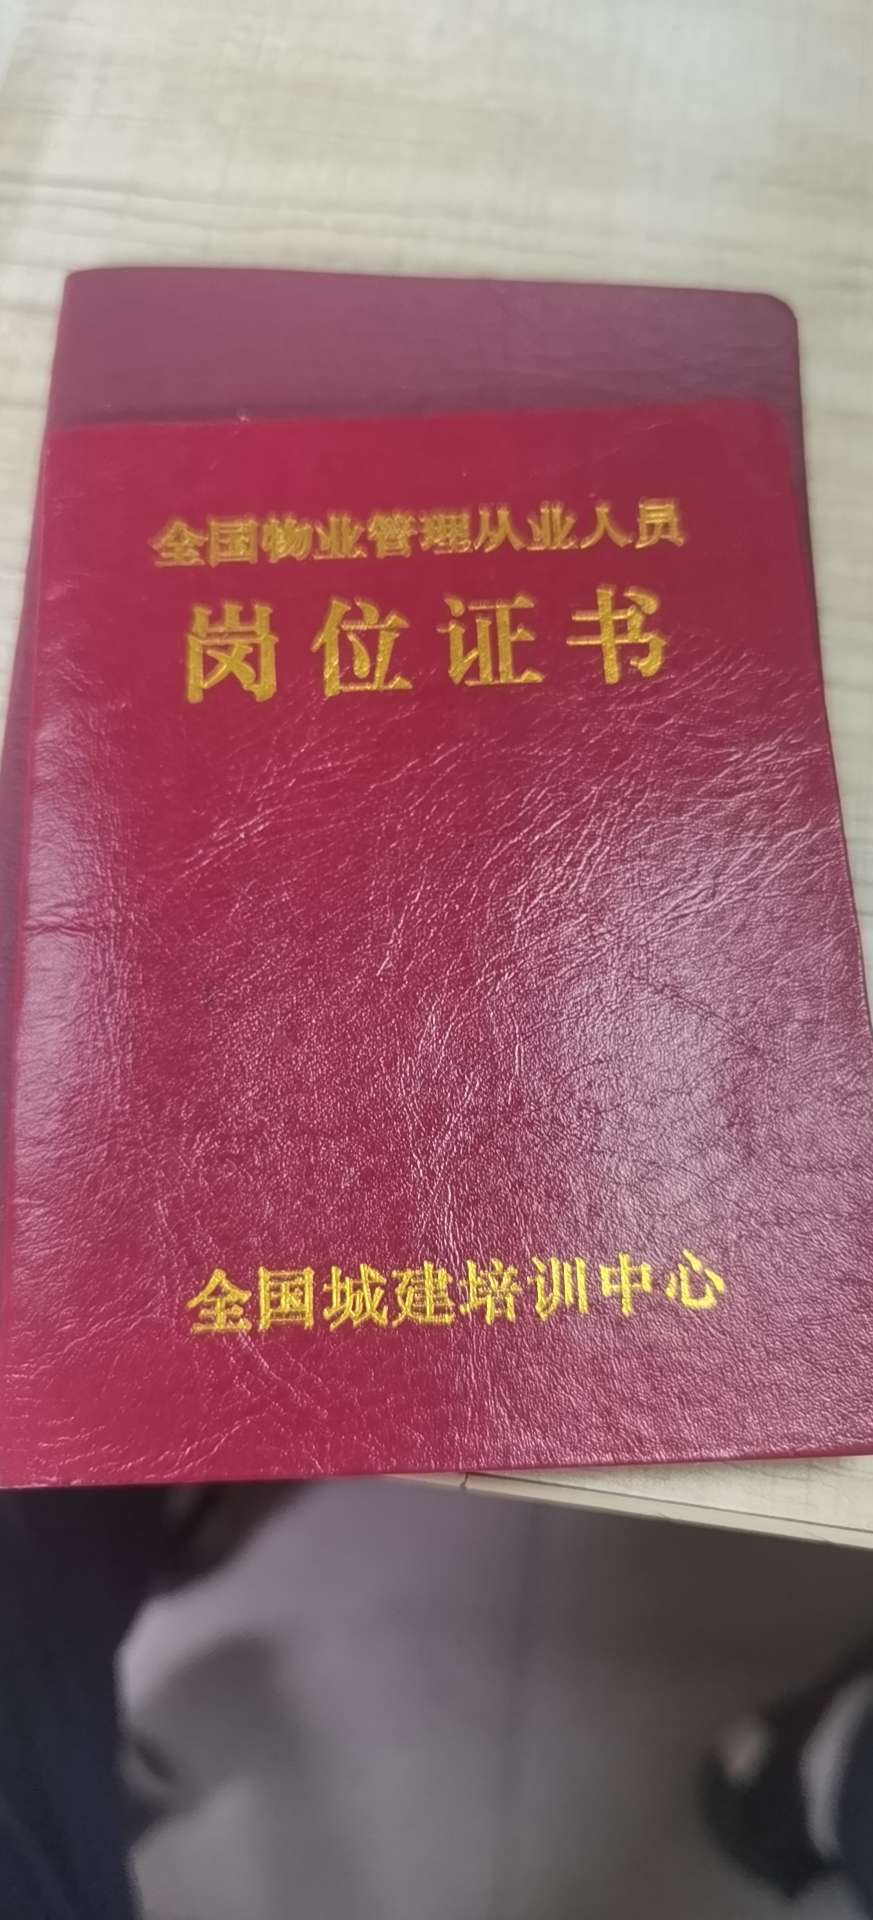 全国物业管理从业人员
岗位证书
全国城建培训中心